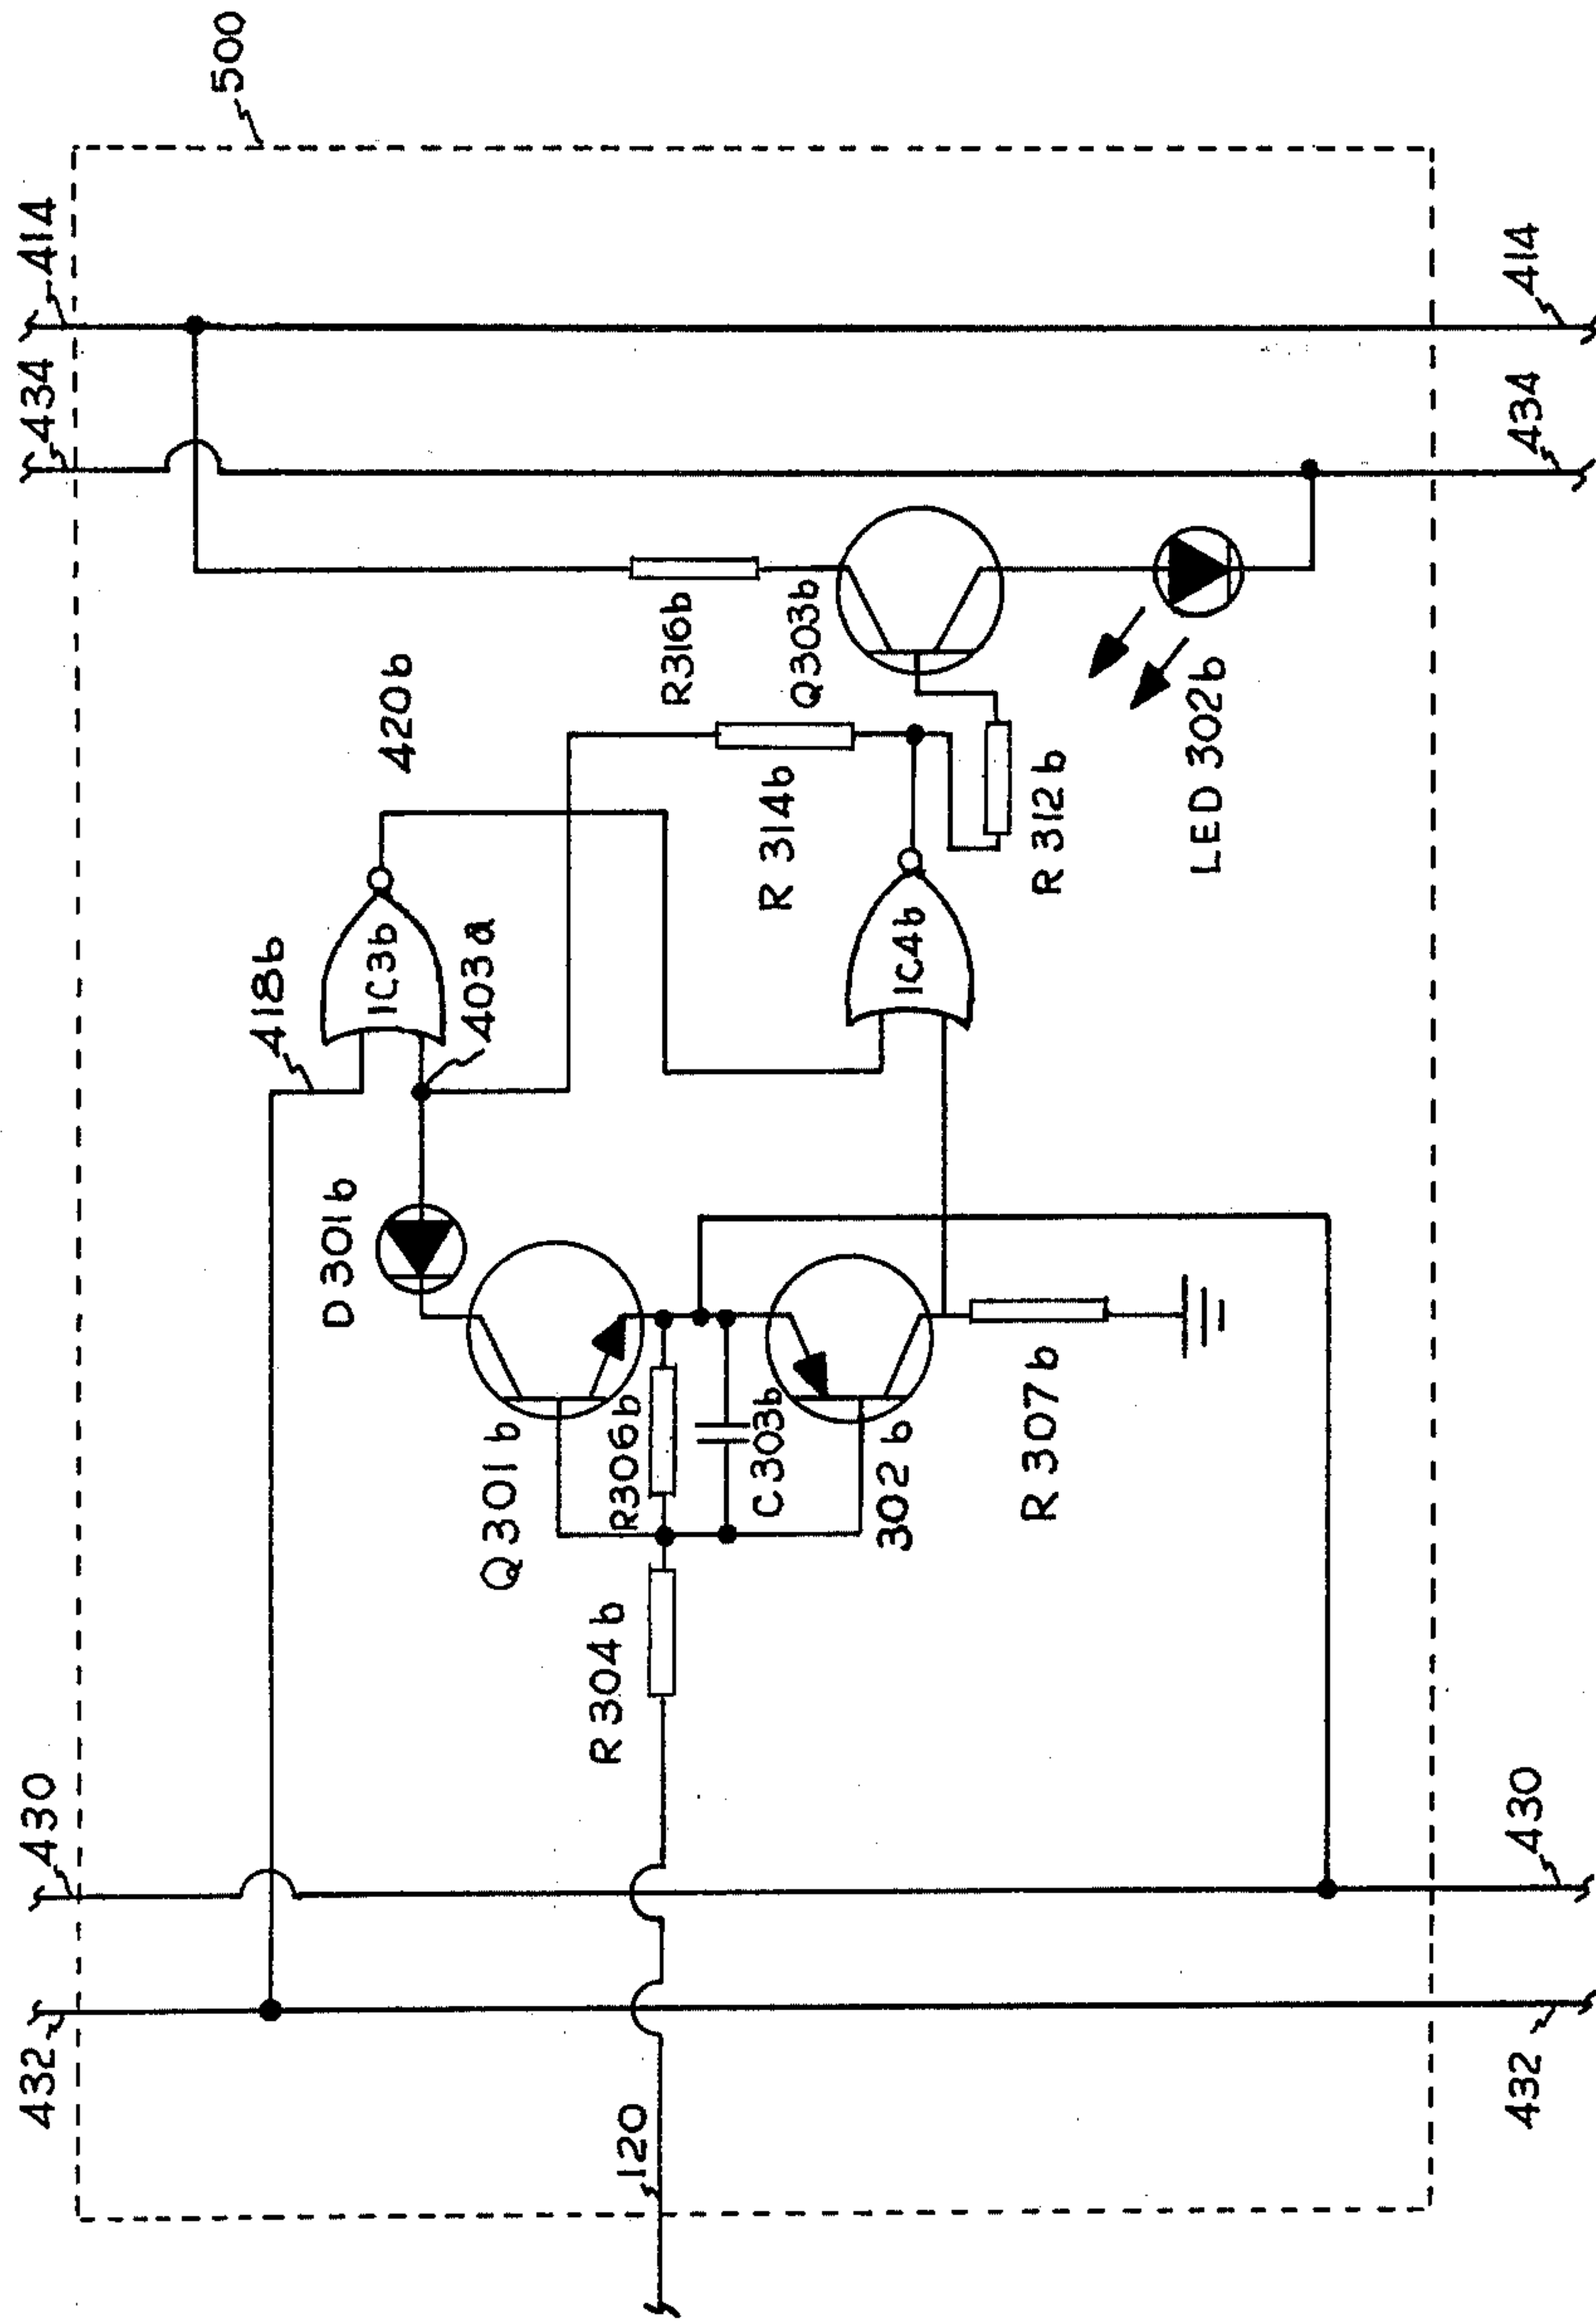 500
414
434
430
432
420b
418b
IC3b
403a
D301b
Q301b
R306b
C303b
302b
R307b
R304b
120
R316b
Q303b
R314b
R312b
IC4b
LED 302b
414
434
430
432